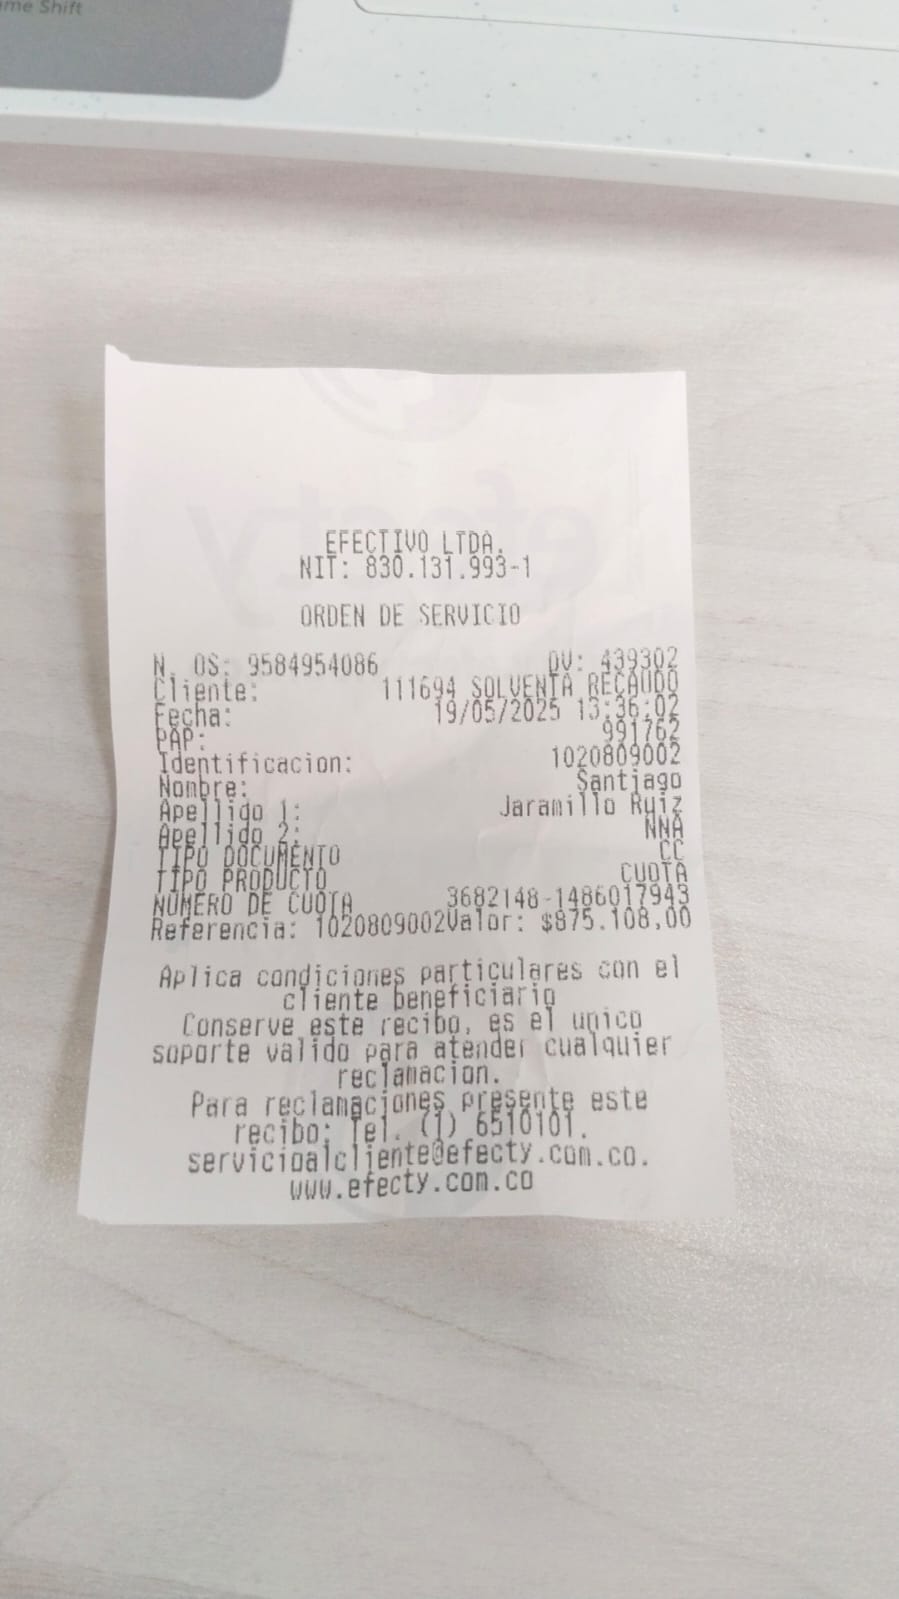 ame Shift
EFECTIVO LTDA.
NIT: 830.131.993-1
ORDEN DE SERVICIO
N. OS: 9584954086 DV: 439302
Cliente: 111694 SOLVENTA RECAUDO
Fecha: 19/05/2025 13:36:02
PAP: 991762
Identificacion: 1020809002
Nombre: Santiago
Apellido 1: Jaramillo Ruiz
Apellido 2: NNA
TIPO DOCUMENTO CC
TIPO PRODUCTO CUOTA
NUMERO DE CUOTA 3682148-1486017943
Referencia: 1020809002Valor: $875.108,00
Aplica condiciones particulares con el
cliente beneficiario
Conserve este recibo, es el unico
soporte valido para atender cualquier
reclamacion.
Para reclamaciones presente este
recibo: Tel. (1) 6510101.
servicioalcliente@efecty.com.co.
www.efecty.com.co